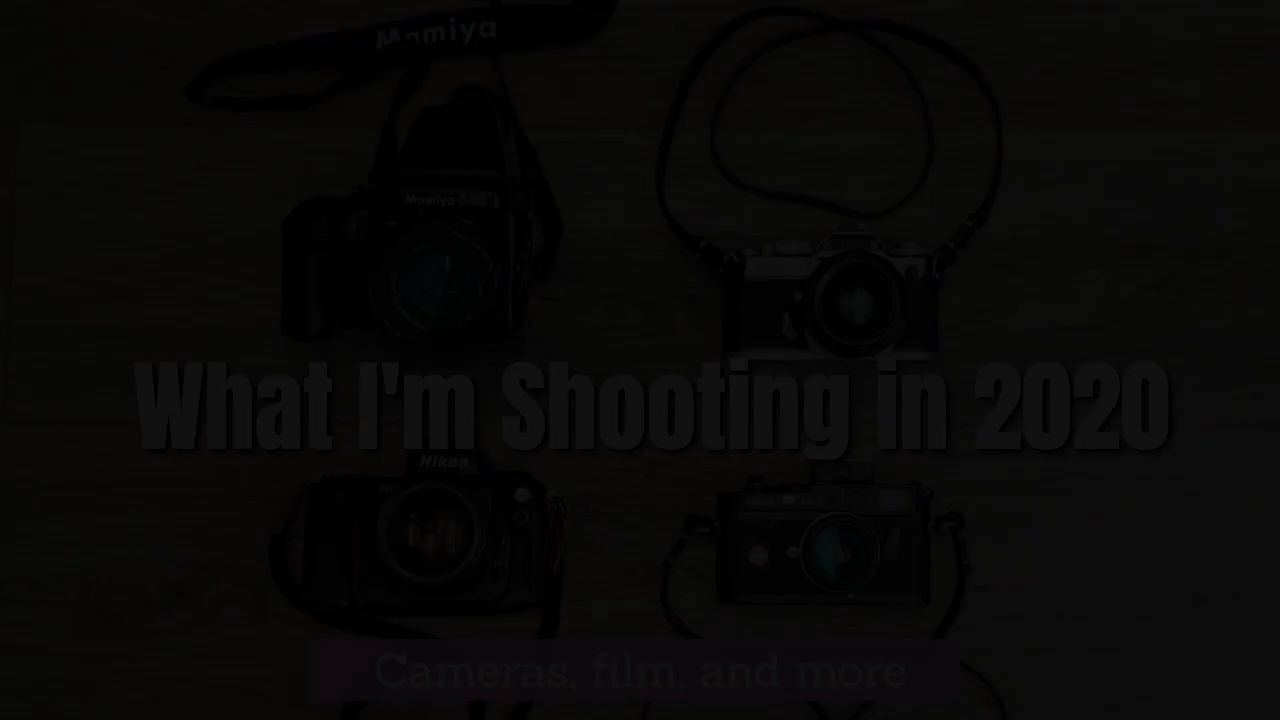 Mamiya
Mamiya 645
What I'm Shooting in 2020
Nikon
Cameras, film, and more